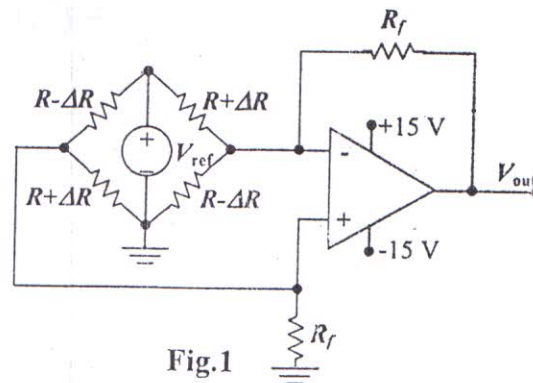 R_f
R-ΔR
R+ΔR
+15 V
+
-
V_ref
−
R+ΔR
R-ΔR
+
V_out
-15 V
R_f
Fig.1